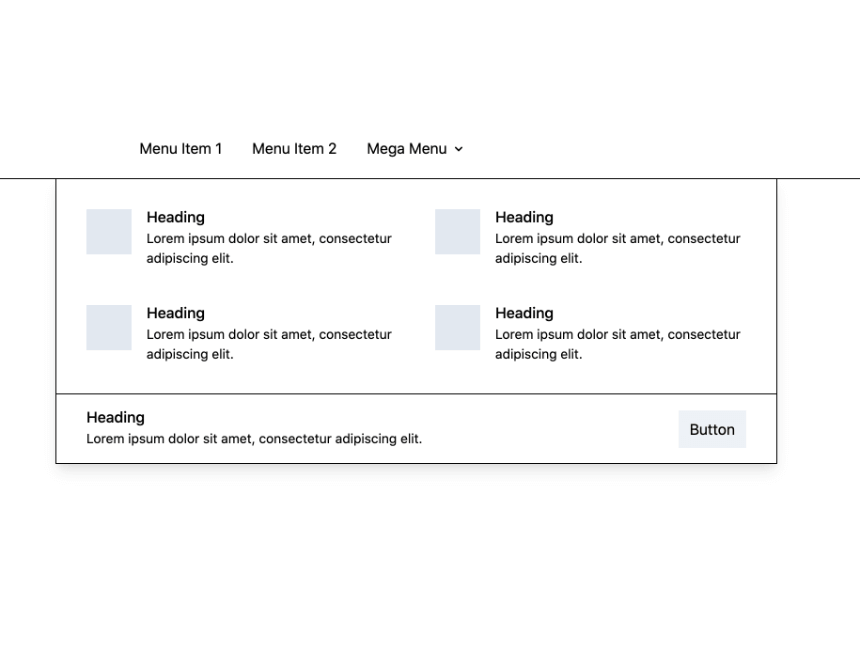 Menu Item 1 Menu Item 2 Mega Menu
Heading
Lorem ipsum dolor sit amet, consectetur
adipiscing elit.
Heading
Lorem ipsum dolor sit amet, consectetur
adipiscing elit.
Heading
Lorem ipsum dolor sit amet, consectetur
adipiscing elit.
Heading
Lorem ipsum dolor sit amet, consectetur
adipiscing elit.
Heading
Lorem ipsum dolor sit amet, consectetur adipiscing elit.
Button